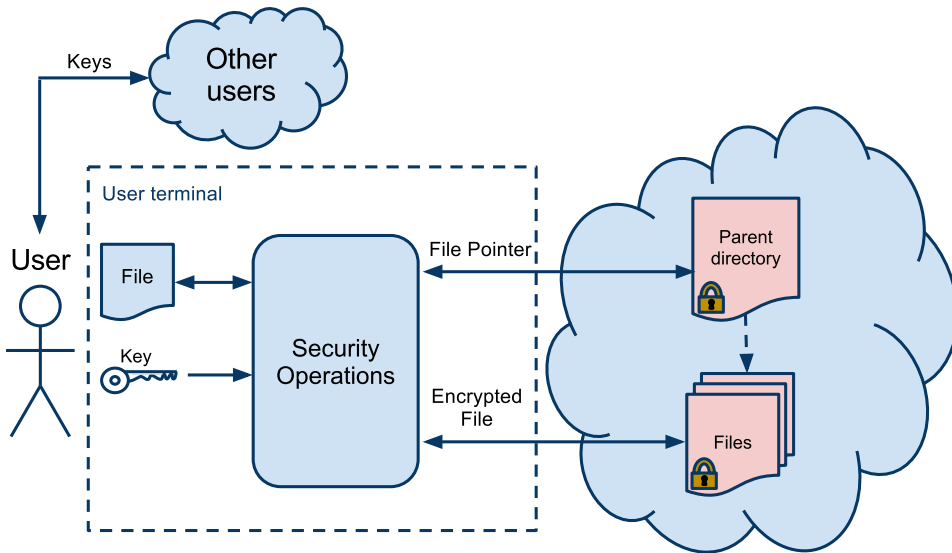 Keys
Other
users
User terminal
User
File
Key
Security
Operations
File Pointer
Encrypted
File
Parent
directory
Files